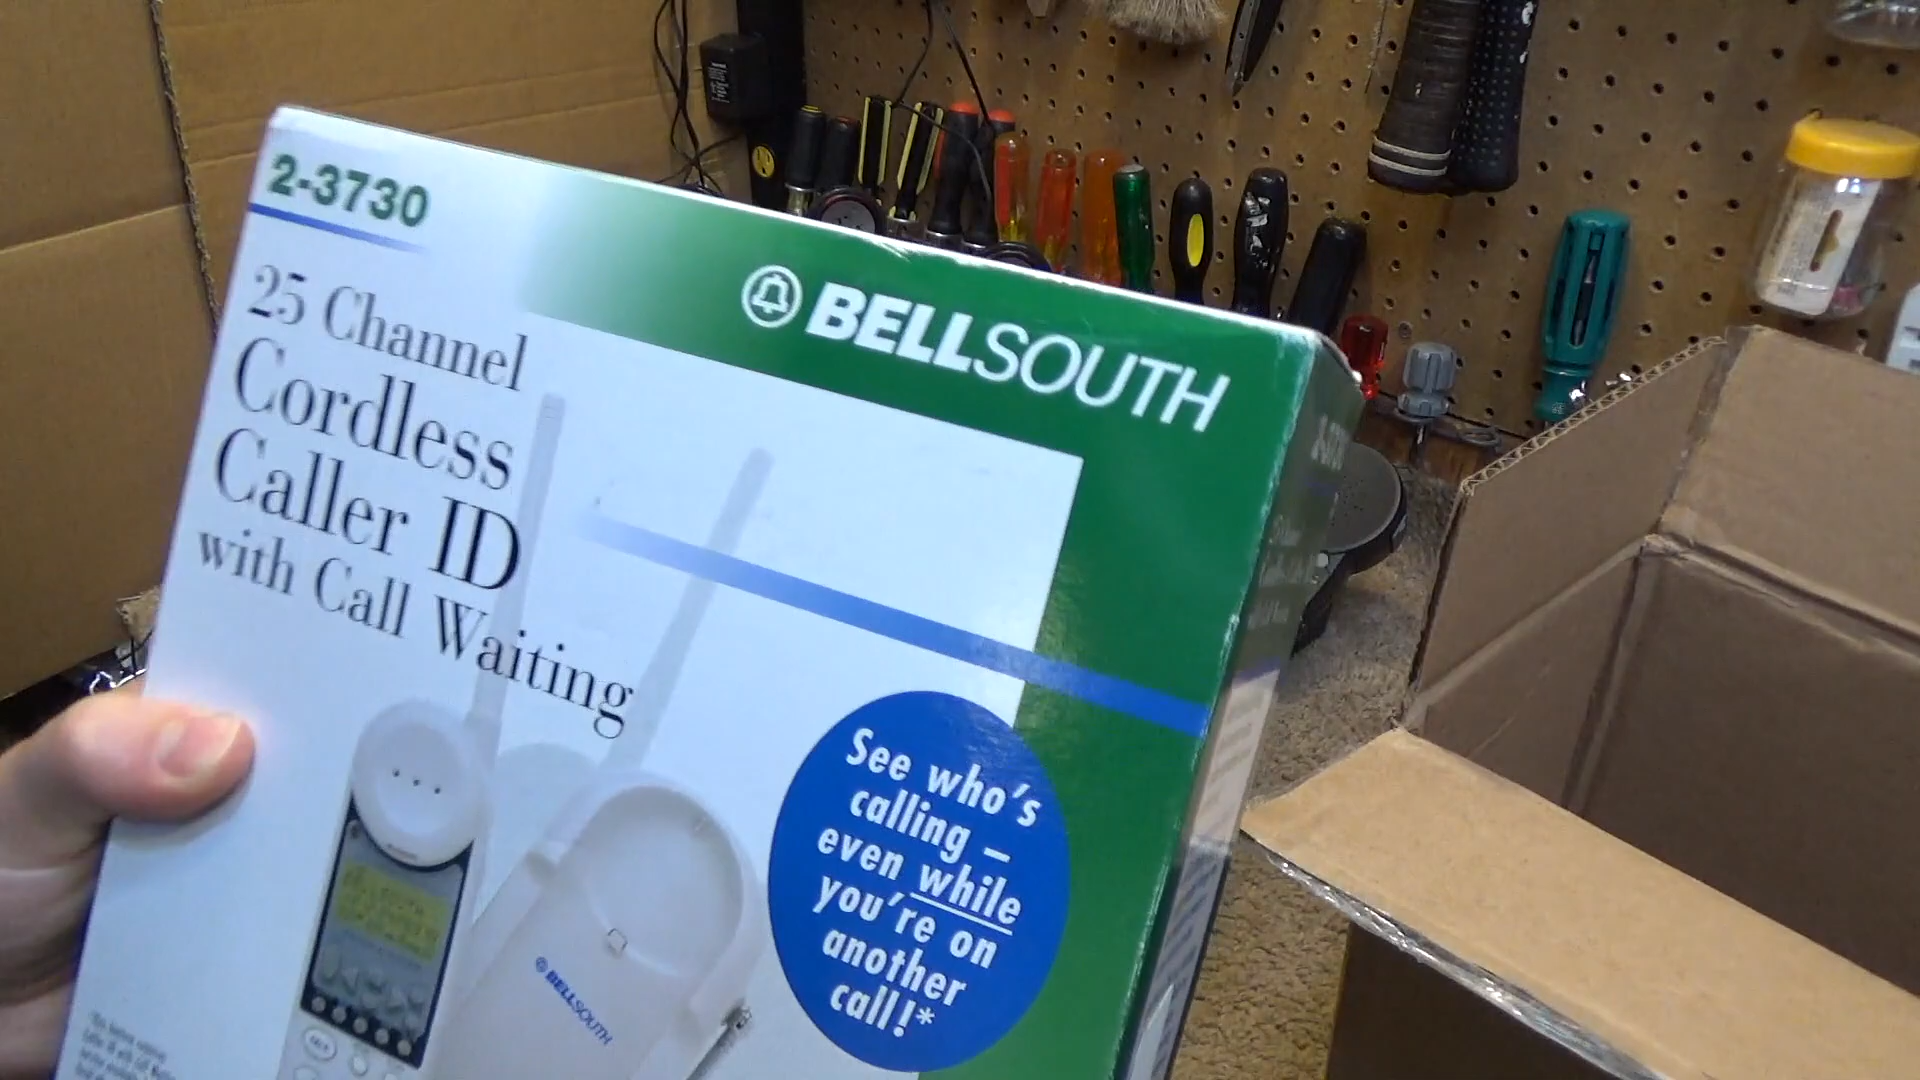 2-3730
BELLSOUTH
25 Channel
Cordless
Caller ID
with Call Waiting
See who's
calling –
even while
you're on
another
call!*
BELLSOUTH